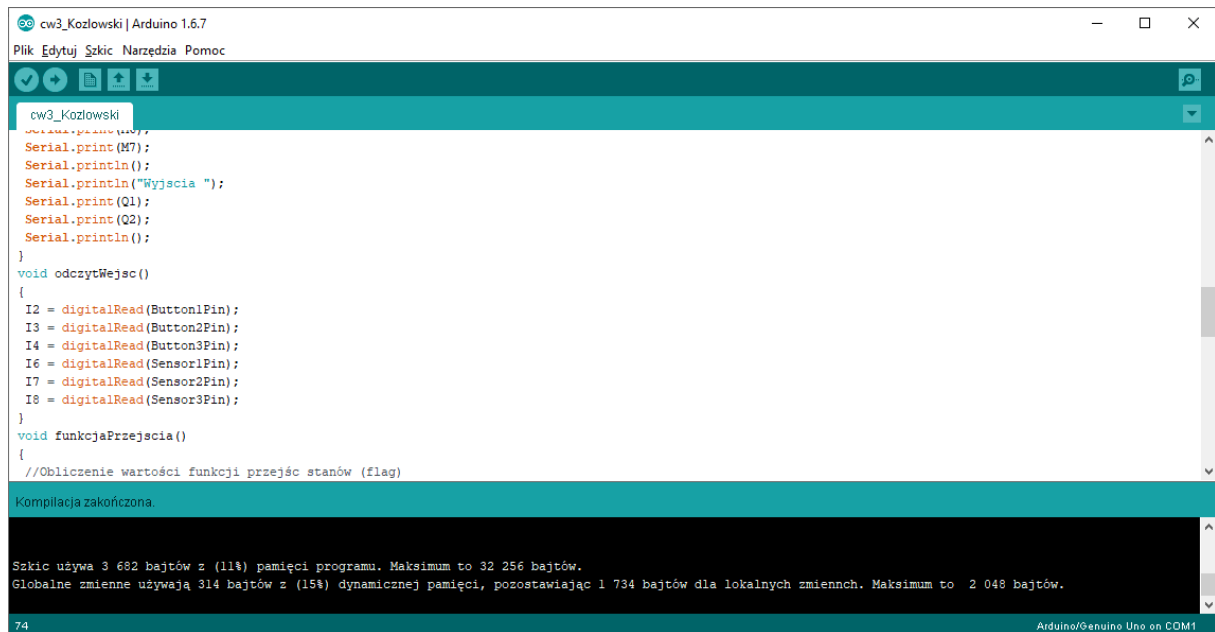 cw3_Kozlowski | Arduino 1.6.7
Plik Edytuj Szkic Narzędzia Pomoc
cw3_Kozlowski
Serial.print(M6);
Serial.print(M7);
Serial.println();
Serial.println("Wyjscia ");
Serial.print(Q1);
Serial.print(Q2);
Serial.println();
}
void odczytWejsc()
{
I2 = digitalRead(Button1Pin);
I3 = digitalRead(Button2Pin);
I4 = digitalRead(Button3Pin);
I6 = digitalRead(Sensor1Pin);
I7 = digitalRead(Sensor2Pin);
I8 = digitalRead(Sensor3Pin);
}
void funkcjaPrzejscia()
{
//Obliczenie wartości funkcji przejśc stanów (flag)
Kompilacja zakończona.
Szkic używa 3 682 bajtów z (11%) pamięci programu. Maksimum to 32 256 bajtów.
Globalne zmienne używają 314 bajtów z (15%) dynamicznej pamięci, pozostawiając 1 734 bajtów dla lokalnych zmiennch. Maksimum to  2 048 bajtów.
74
Arduino/Genuino Uno on COM1